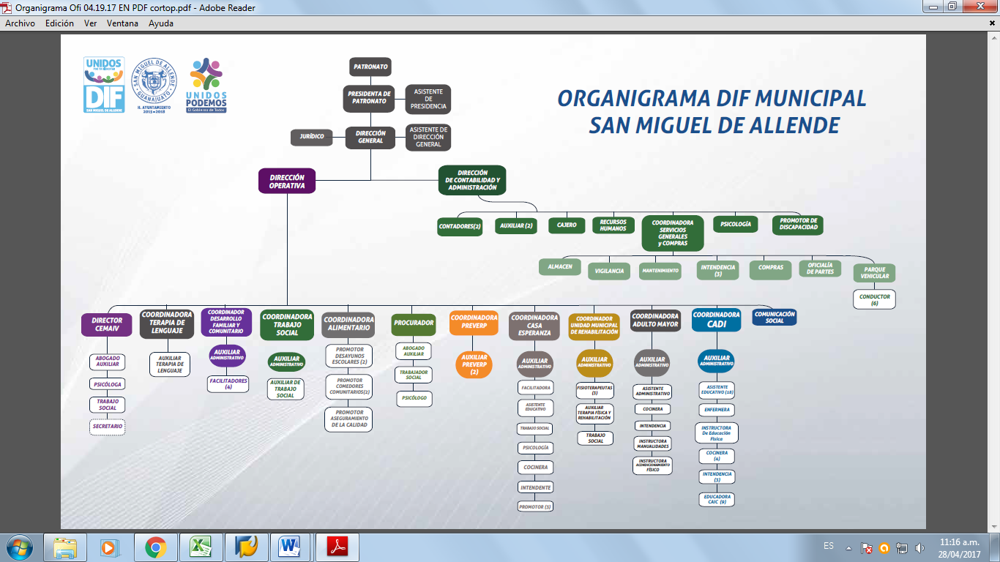 Organigrama Ofi 04.19.17 EN PDF cortop.pdf - Adobe Reader
Archivo Edición Ver Ventana Ayuda
UNIDOS
DIF
SAN MIGUEL DE ALLENDE
SAN MIGUEL DE ALLENDE
GUANAJUATO
H. AYUNTAMIENTO
2015-2018
UNIDOS
PODEMOS
El Gobierno de Todos
ORGANIGRAMA DIF MUNICIPAL
SAN MIGUEL DE ALLENDE
PATRONATO
PRESIDENTA DE
PATRONATO
ASISTENTE
DE
PRESIDENCIA
JURÍDICO
DIRECCIÓN
GENERAL
ASISTENTE DE
DIRECCIÓN
GENERAL
DIRECCIÓN
OPERATIVA
DIRECCIÓN
DE CONTABILIDAD Y
ADMINISTRACIÓN
CONTADORES(2)
AUXILIAR (2)
CAJERO
RECURSOS
HUMANOS
COORDINADORA
SERVICIOS
GENERALES
y COMPRAS
PSICOLOGÍA
PROMOTOR DE
DISCAPACIDAD
ALMACEN
VIGILANCIA
MANTENIMIENTO
INTENDENCIA
(3)
COMPRAS
OFICIALÍA
DE PARTES
PARQUE
VEHICULAR
CONDUCTOR
(6)
DIRECTOR
CEMAIV
ABOGADO
AUXILIAR
PSICÓLOGA
TRABAJO
SOCIAL
SECRETARIO
COORDINADORA
TERAPIA DE
LENGUAJE
AUXILIAR
TERAPIA DE
LENGUAJE
COORDINADOR
DESARROLLO
FAMILIAR Y
COMUNITARIO
AUXILIAR
ADMINISTRATIVO
FACILITADORES
(4)
COORDINADORA
TRABAJO
SOCIAL
AUXILIAR
ADMINISTRATIVO
AUXILIAR DE
TRABAJO
SOCIAL
COORDINADORA
ALIMENTARIO
PROMOTOR
DESAYUNOS
ESCOLARES (2)
PROMOTOR
COMEDORES
COMUNITARIOS(2)
PROMOTOR
ASEGURAMIENTO
DE LA CALIDAD
PROCURADOR
ABOGADO
AUXILIAR
TRABAJADOR
SOCIAL
PSICÓLOGO
COORDINADORA
PREVERP
AUXILIAR
PREVERP
(2)
COORDINADORA
CASA
ESPERANZA
AUXILIAR
ADMINISTRATIVO
FACILITADORA
ASISTENTE
EDUCATIVO
TRABAJO SOCIAL
PSICOLOGÍA
COCINERA
INTENDENTE
PROMOTOR (3)
COORDINADOR
UNIDAD MUNICIPAL
DE REHABILITACIÓN
AUXILIAR
ADMINISTRATIVO
FISIOTERAPEUTAS
(3)
AUXILIAR
TERAPIA FÍSICA Y
REHABILITACIÓN
TRABAJO
SOCIAL
COORDINADORA
ADULTO MAYOR
AUXILIAR
ADMINISTRATIVO
ASISTENTE
ADMINISTRATIVO
COCINERA
INTENDENCIA
INSTRUCTORA
MANUALIDADES
INSTRUCTORA
ACONDICIONAMIENTO
FÍSICO
COORDINADORA
CADI
AUXILIAR
ADMINISTRATIVO
ASISTENTE
EDUCATIVO (18)
ENFERMERA
INSTRUCTORA
De Educación
Física
COCINERA
(4)
INTENDENCIA
(3)
EDUCADORA
CAIC (9)
COMUNICACIÓN
SOCIAL
ES
11:16 a.m.
28/04/2017